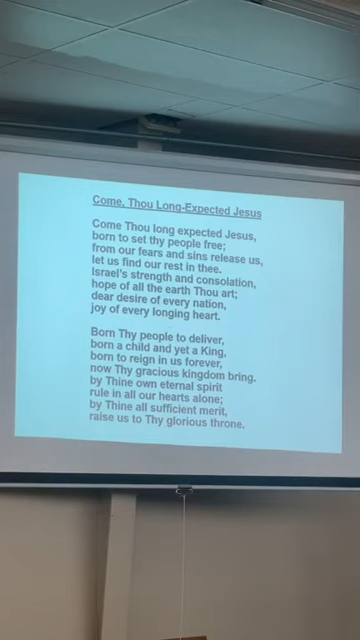 Come, Thou Long-Expected Jesus
Come Thou long expected Jesus,
born to set thy people free;
from our fears and sins release us,
let us find our rest in thee.
Israel's strength and consolation,
hope of all the earth Thou art;
dear desire of every nation,
joy of every longing heart.
Born Thy people to deliver,
born a child and yet a King,
born to reign in us forever,
now Thy gracious kingdom bring.
by Thine own eternal spirit
rule in all our hearts alone;
by Thine all sufficient merit,
raise us to Thy glorious throne.